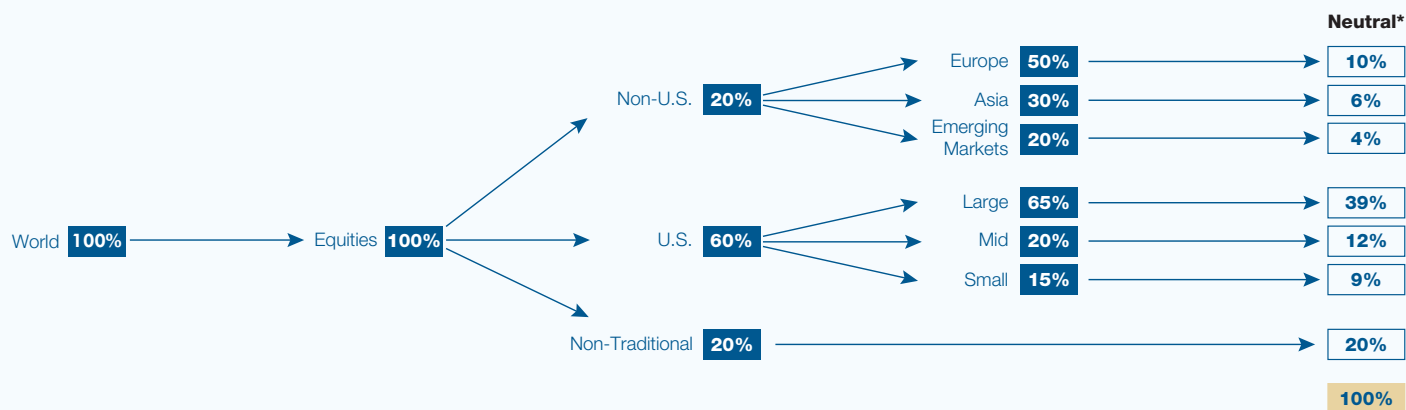 Neutral*
Europe 50% 10%
Non-U.S. 20% Asia 30% 6%
Emerging
Markets 20% 4%
Large 65% 39%
World 100% Equities 100% U.S. 60% Mid 20% 12%
Small 15% 9%
Non-Traditional 20% 20%
100%